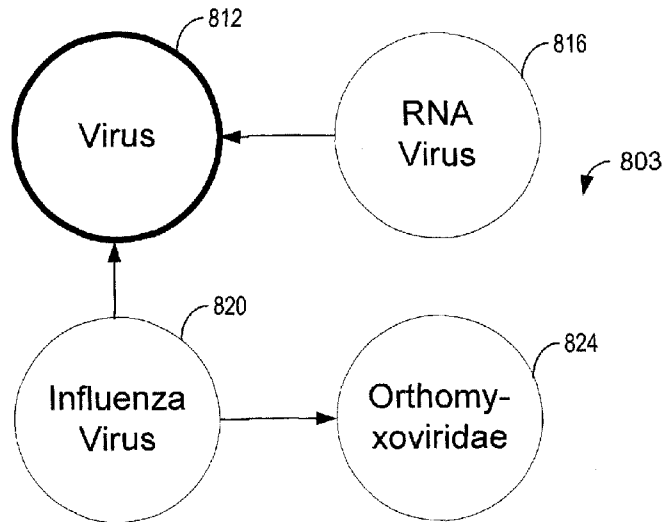 812
816
Virus
RNA
Virus
803
820
824
Influenza
Virus
Orthomy-
xoviridae